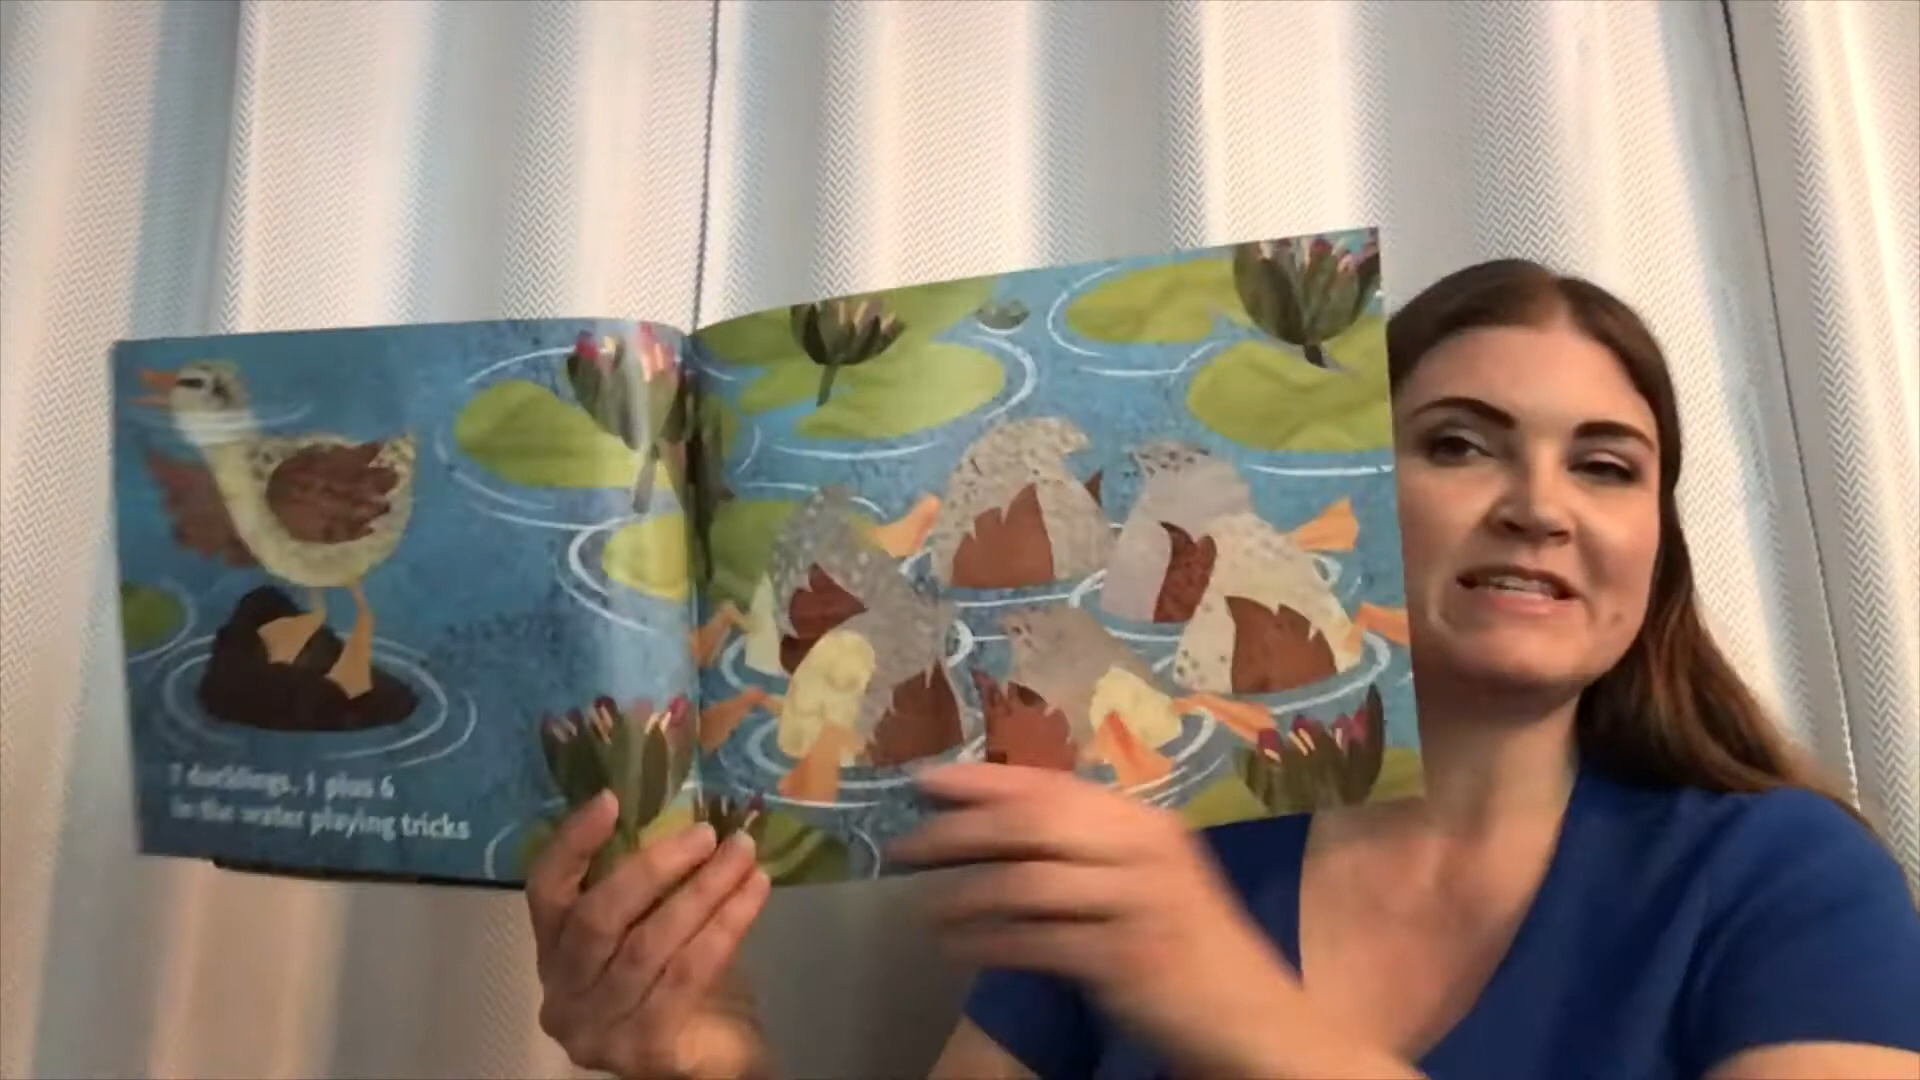 7 ducklings, 1 plus 6
in the water playing tricks